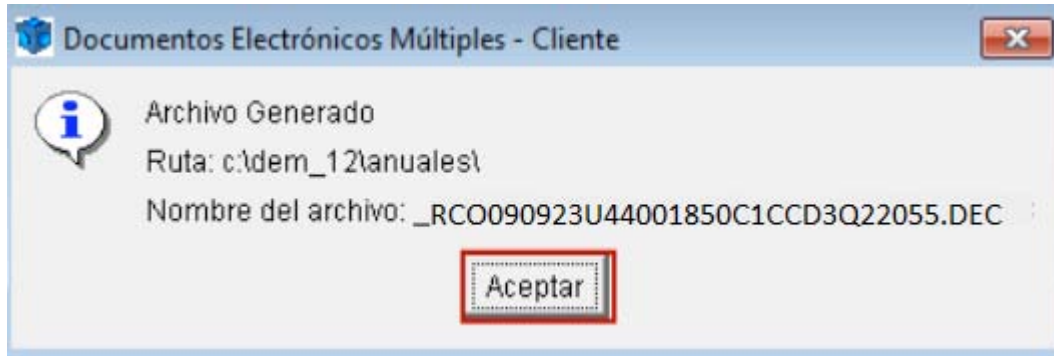 Documentos Electrónicos Múltiples - Cliente
Archivo Generado
Ruta: c:\dem_12\anuales\
Nombre del archivo: _RCO090923U44001850C1CCD3Q22055.DEC
Aceptar